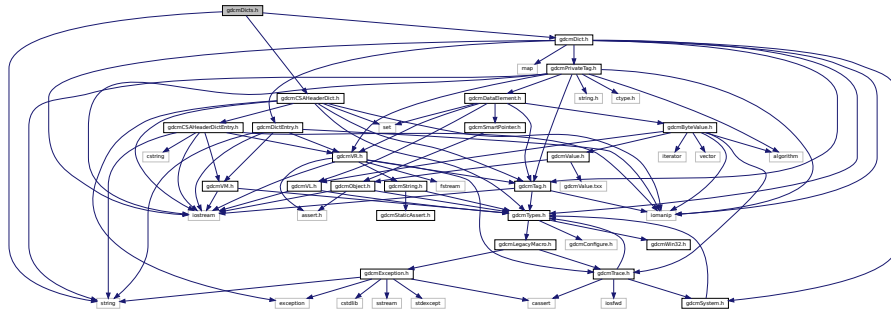 gdcmDicts.h
gdcmDict.h
map
gdcmPrivateTag.h
gdcmCSAHeaderDict.h
gdcmDataElement.h
string.h
ctype.h
gdcmCSAHeaderDictEntry.h
gdcmDictEntry.h
set
gdcmSmartPointer.h
gdcmByteValue.h
cstring
gdcmVR.h
gdcmValue.h
iterator
vector
algorithm
gdcmVM.h
gdcmVL.h
gdcmObject.h
gdcmString.h
fstream
gdcmTag.h
gdcmValue.txx
iostream
assert.h
gdcmStaticAssert.h
gdcmTypes.h
iomanip
gdcmLegacyMacro.h
gdcmConfigure.h
gdcmWin32.h
gdcmException.h
gdcmTrace.h
string
exception
cstdlib
sstream
stdexcept
cassert
iosfwd
gdcmSystem.h